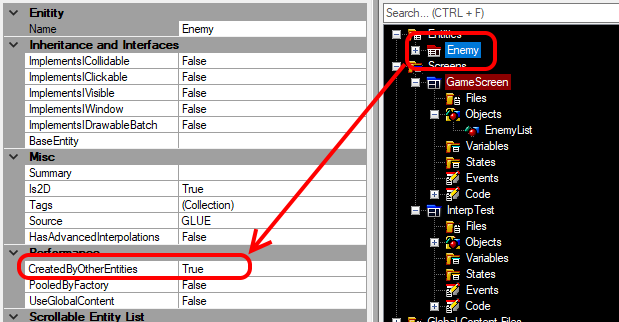 Enitity
Name Enemy
Inheritance and Interfaces
ImplementsICollidable False
ImplementsIClickable False
ImplementsIVisible False
ImplementsIWindow False
ImplementsIDrawableBatch False
BaseEntity
Misc
Summary
Is2D True
Tags (Collection)
Source GLUE
HasAdvancedInterpolations False
Performance
CreatedByOtherEntities True
PooledByFactory False
UseGlobalContent False
Scrollable Entity List
Search... (CTRL + F)
Entities
Enemy
Screens
GameScreen
Files
Objects
EnemyList
Variables
States
Events
Code
InterpTest
Files
Objects
Variables
States
Events
Code
Global Content Files